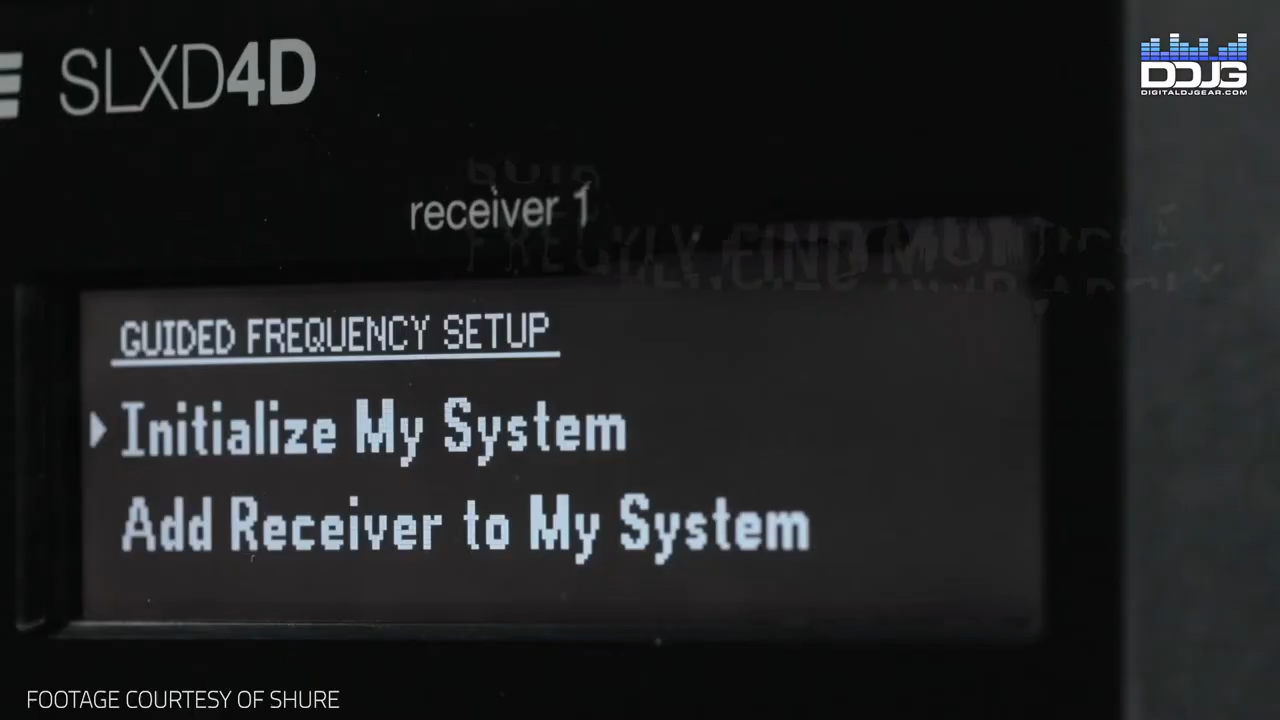 SLXD4D
DDJG
DIGITALDJGEAR.COM
receiver 1
GUIDED FREQUENCY SETUP
Initialize My System
Add Receiver to My System
FOOTAGE COURTESY OF SHURE